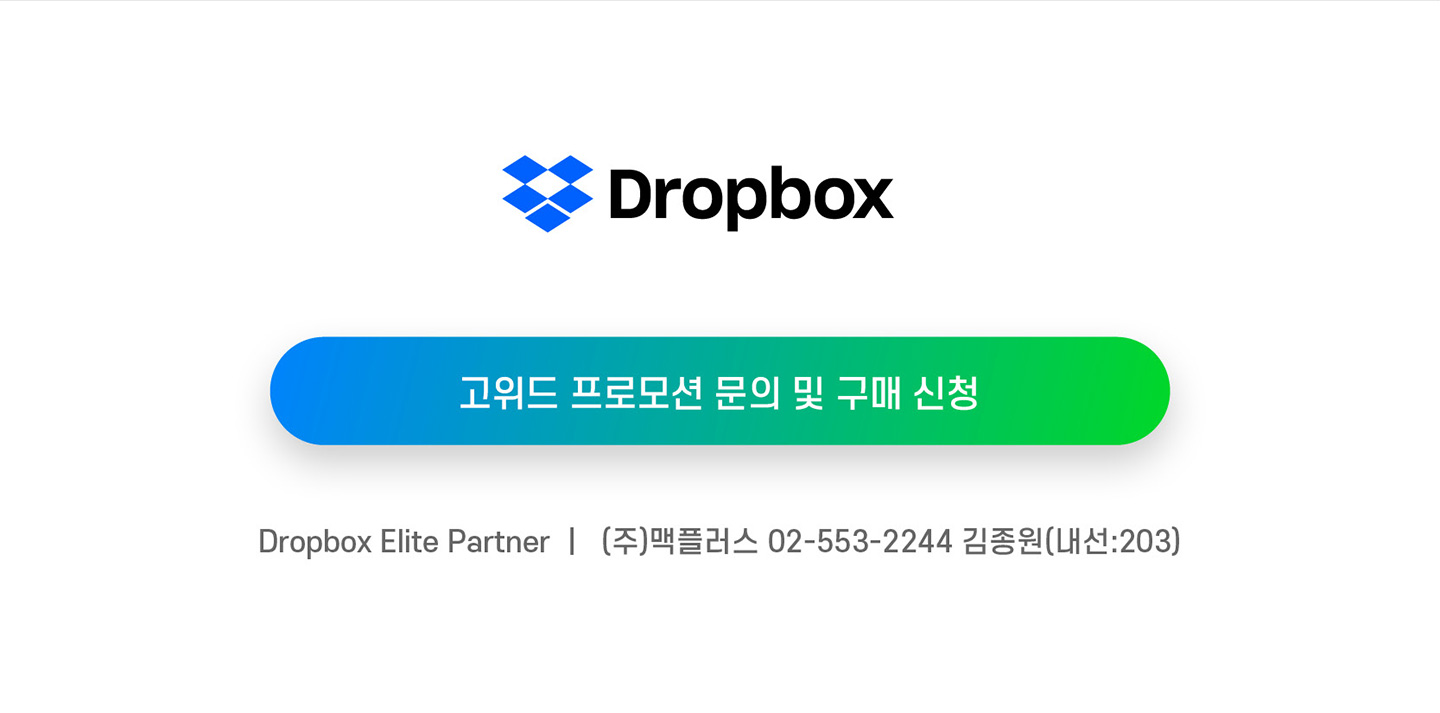 Dropbox
고위드 프로모션 문의 및 구매 신청
Dropbox Elite Partner | (주)맥플러스 02-553-2244 김종원(내선:203)